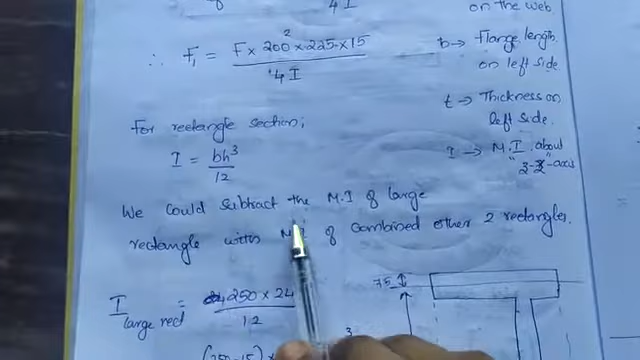 4I
on the web
∴ F₁ = F × 200² × 225 × 15 / 4I
b → Flange length
on left side
t → Thickness on
left side.
For rectangle section;
I = bh³/12
I → M.I about
"z-z"-axis
We could subtract the M.I of large
rectangle with M.I of combined other 2 rectangles.
75
I large rect = 250 × 24 / 12
3